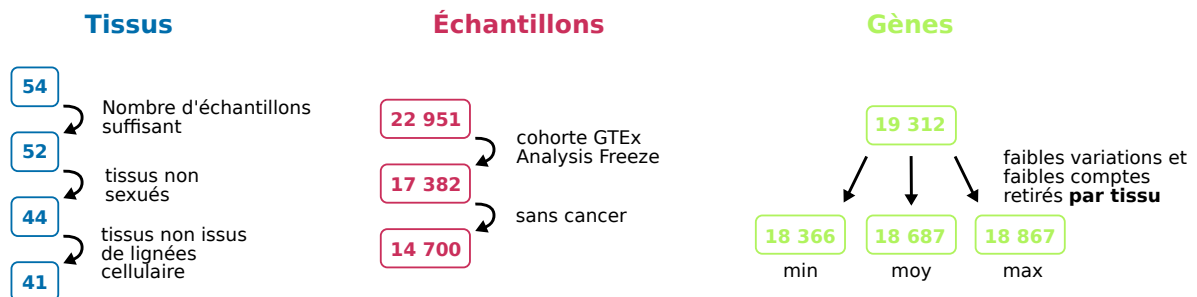 Tissus
54
Nombre d'échantillons
suffisant
52
tissus non
sexués
44
tissus non issus
de lignées
cellulaire
41
Échantillons
22 951
cohorte GTEx
Analysis Freeze
17 382
sans cancer
14 700
Gènes
19 312
faibles variations et
faibles comptes
retirés par tissu
18 366
18 687
18 867
min
moy
max